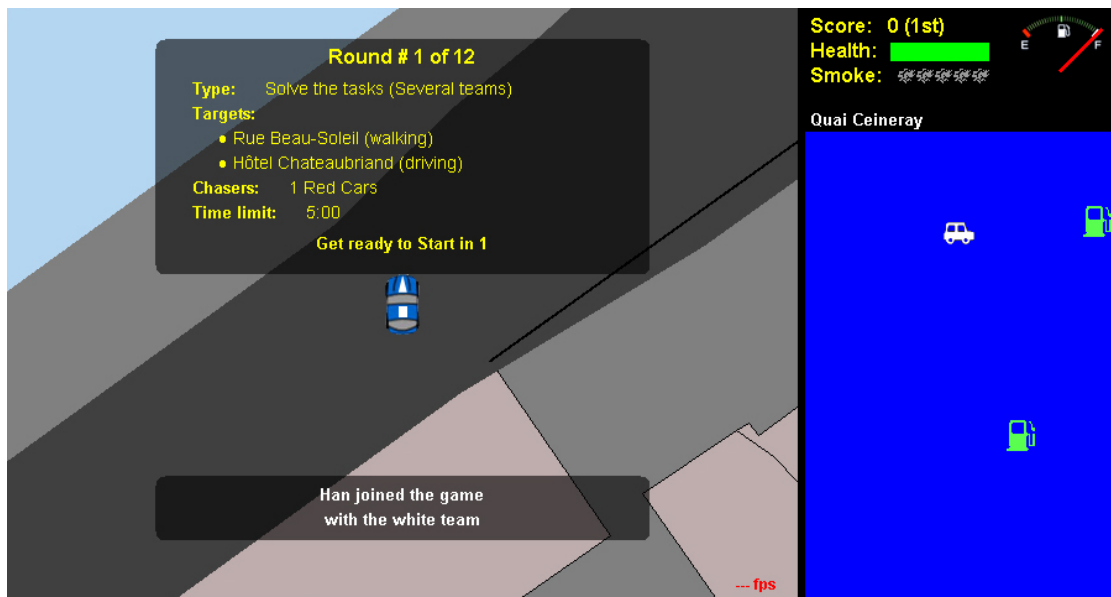 Round # 1 of 12
Type: Solve the tasks (Several teams)
Targets:
• Rue Beau-Soleil (walking)
• Hôtel Chateaubriand (driving)
Chasers: 1 Red Cars
Time limit: 5:00
Get ready to Start in 1
Han joined the game
with the white team
--- fps
Score: 0 (1st)
Health:
Smoke:
E F
Quai Ceineray